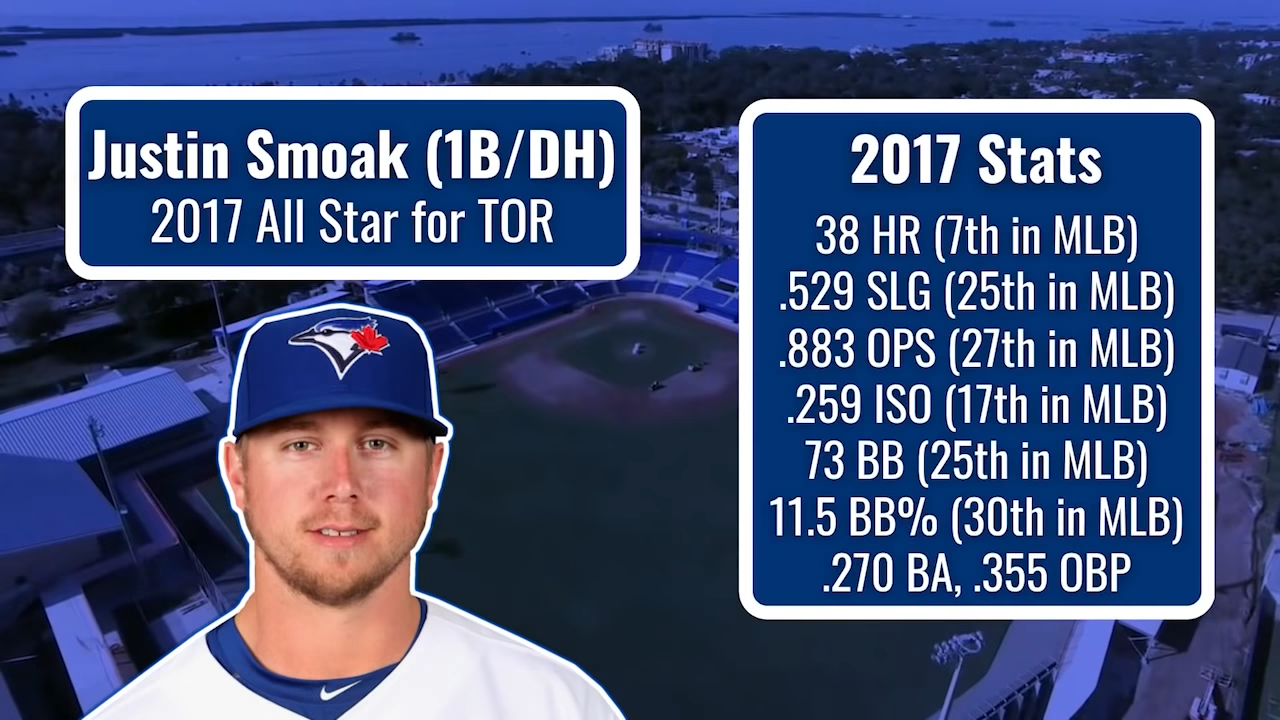 Justin Smoak (1B/DH)
2017 All Star for TOR
2017 Stats
38 HR (7th in MLB)
.529 SLG (25th in MLB)
.883 OPS (27th in MLB)
.259 ISO (17th in MLB)
73 BB (25th in MLB)
11.5 BB% (30th in MLB)
.270 BA, .355 OBP